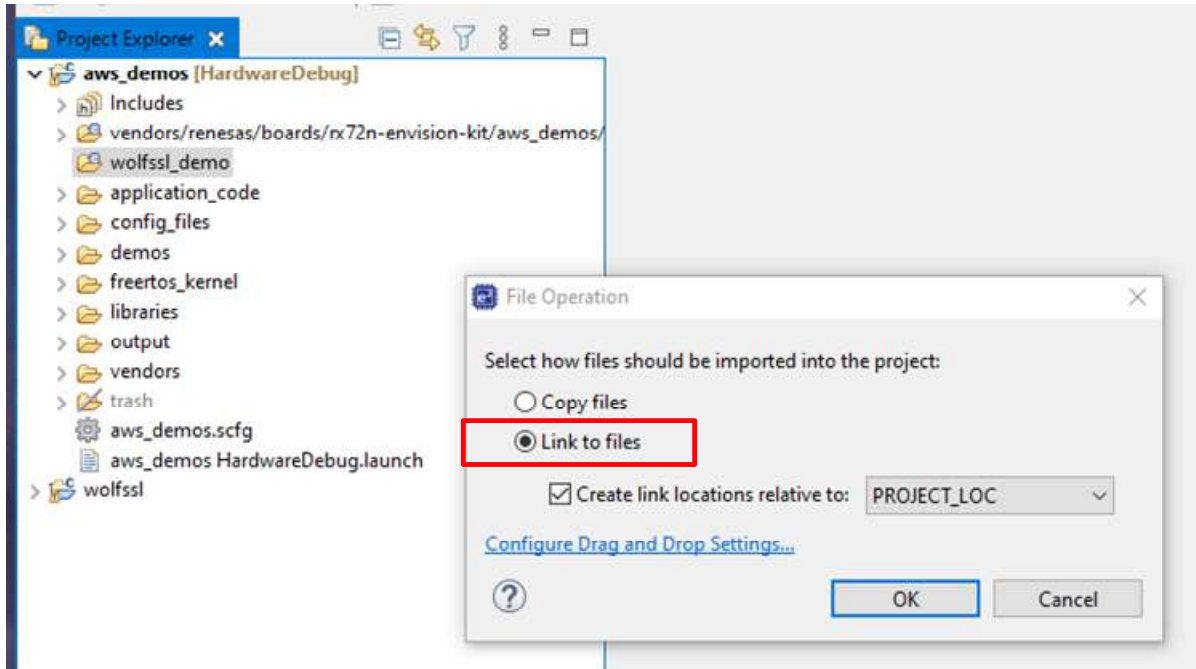 Project Explorer
aws_demos [HardwareDebug]
Includes
vendors/renesas/boards/rx72n-envision-kit/aws_demos/
wolfssl_demo
application_code
config_files
demos
freertos_kernel
libraries
output
vendors
trash
aws_demos.scfg
aws_demos HardwareDebug.launch
wolfssl
File Operation
Select how files should be imported into the project:
Copy files
Link to files
Create link locations relative to: PROJECT_LOC
Configure Drag and Drop Settings...
OK Cancel